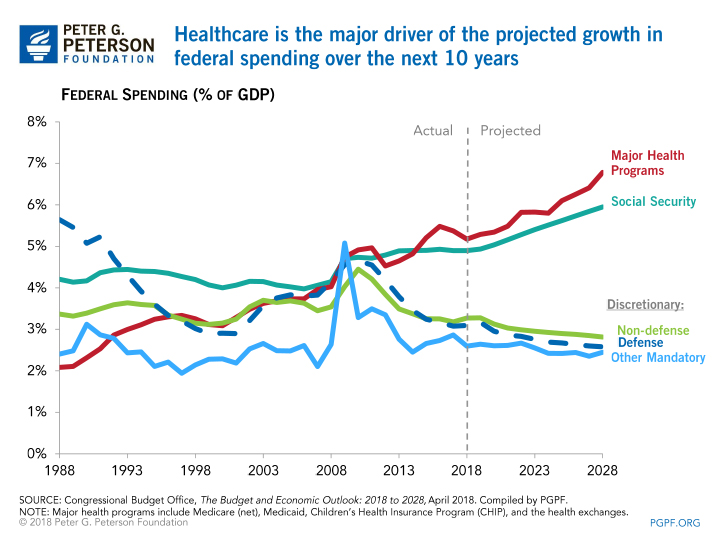 PETER G.
PETERSON
FOUNDATION
Healthcare is the major driver of the projected growth in
federal spending over the next 10 years
FEDERAL SPENDING (% OF GDP)
8%
7%
6%
5%
4%
3%
2%
1%
0%
Actual
Projected
Major Health
Programs
Social Security
Discretionary:
Non-defense
Defense
Other Mandatory
1988 1993 1998 2003 2008 2013 2018 2023 2028
SOURCE: Congressional Budget Office, The Budget and Economic Outlook: 2018 to 2028, April 2018. Compiled by PGPF.
NOTE: Major health programs include Medicare (net), Medicaid, Children's Health Insurance Program (CHIP), and the health exchanges.
© 2018 Peter G. Peterson Foundation
PGPF.ORG